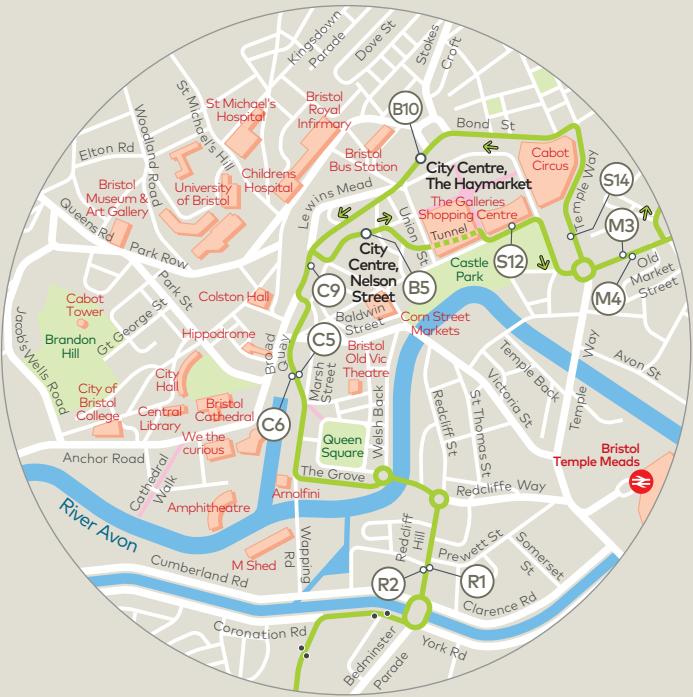 Kingsdown
Parade
Dove St
Stokes
Croft
St Michael's
Hospital
Bristol
Royal
Infirmary
B10
Bond St
St Michael's Hill
Woodland Road
Elton Rd
Childrens
Hospital
Bristol
Bus Station
City Centre,
The Haymarket
Cabot
Circus
Temple Way
S14
Bristol
Museum &
Art Gallery
University
of Bristol
Lewins Mead
The Galleries
Shopping Centre
M3
Queens Rd
Park Row
Union St
Tunnel
City
Centre,
Nelson
Street
Castle
Park
S12
Old
Market
Street
M4
Park St
Colston Hall
C9
B5
Cabot
Tower
Gt. George St
Baldwin
Street
Corn Street
Markets
Brandon
Hill
Jacob's Wells Road
Hippodrome
Broad
Quay
C5
Bristol
Old Vic
Theatre
Temple Back
Way
Avon St
City
Hall
Marsh
Street
Victoria St
City of
Bristol
College
Central
Library
Bristol
Cathedral
C6
Welsh Back
Redcliff St
St Thomas St
Temple
We the
curious
Queen
Square
Bristol
Temple Meads
Anchor Road
Cathedral
Walk
The Grove
Redcliffe Way
Arnolfini
Amphitheatre
River Avon
M Shed
Wapping
Rd
Redcliff
Hill
Prewett St
Somerset
St
Cumberland Rd
R2
R1
Clarence Rd
Coronation Rd
Bedminster
Parade
York Rd